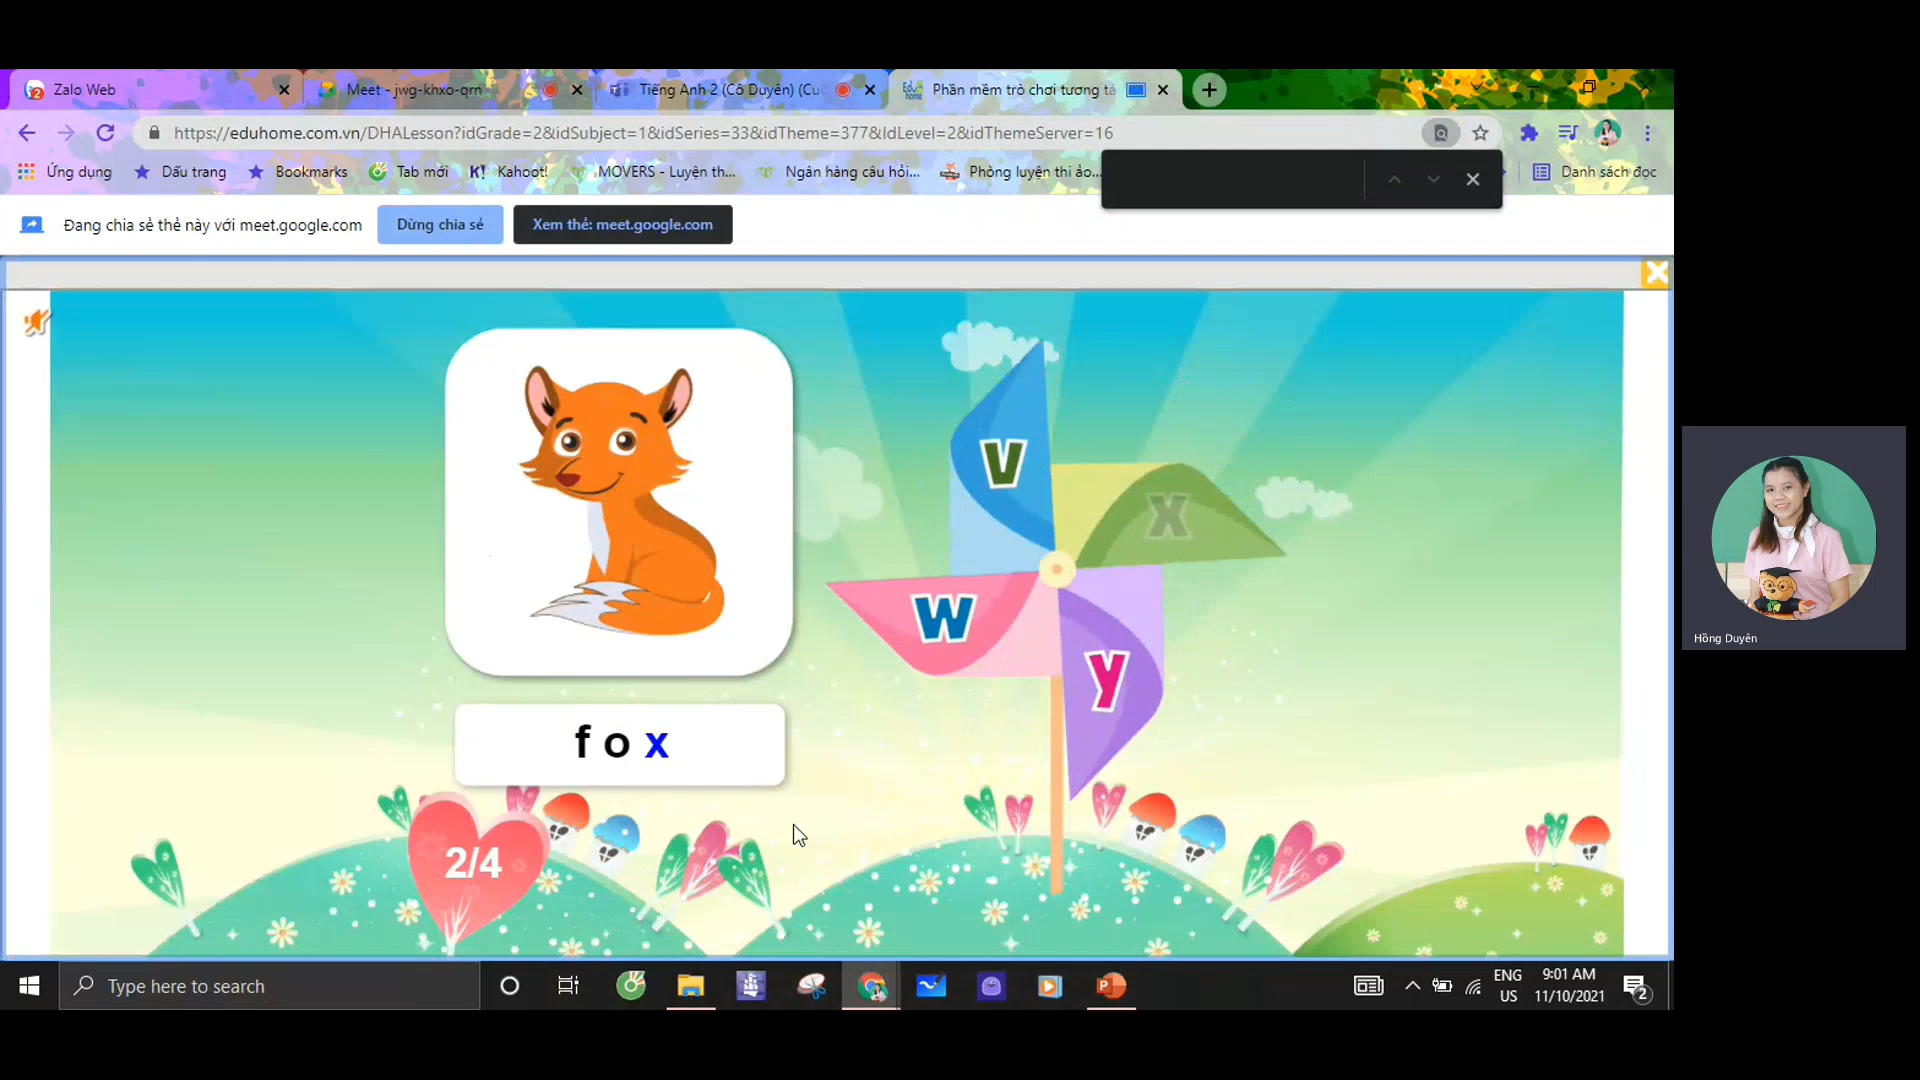 Zalo Web
Meet - jwg-khxo-qrn
Tiếng Anh 2 (Cô Duyên) (Cuộ
Phần mềm trò chơi tương tá
https://eduhome.com.vn/DHALesson?idGrade=2&idSubject=1&idSeries=33&idTheme=377&IdLevel=2&idThemeServer=16
Ứng dụng
Dấu trang
Bookmarks
Tab mới
K! Kahoot!
MOVERS - Luyện th...
Ngân hàng câu hỏi...
Phòng luyện thi ảo...
Danh sách đọc
Đang chia sẻ thẻ này với meet.google.com
Dừng chia sẻ
Xem thẻ: meet.google.com
v
x
w
y
f o x
2/4
Hồng Duyên
Type here to search
ENG
US
9:01 AM
11/10/2021
2